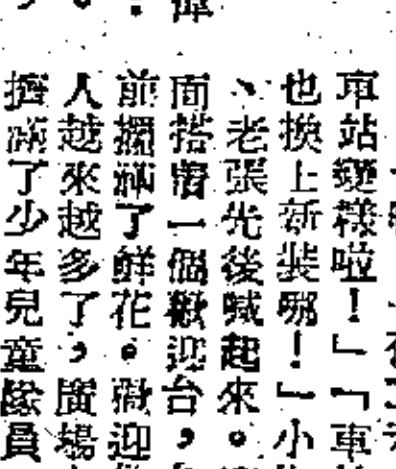 車站變樣啦!」「車
也換上新裝哪!」小
、老張先後喊起來。
面搭着一個歡迎台,
前擺滿了鮮花。歡迎
人越來越多了,廣場
擠滿了少年兒童隊員